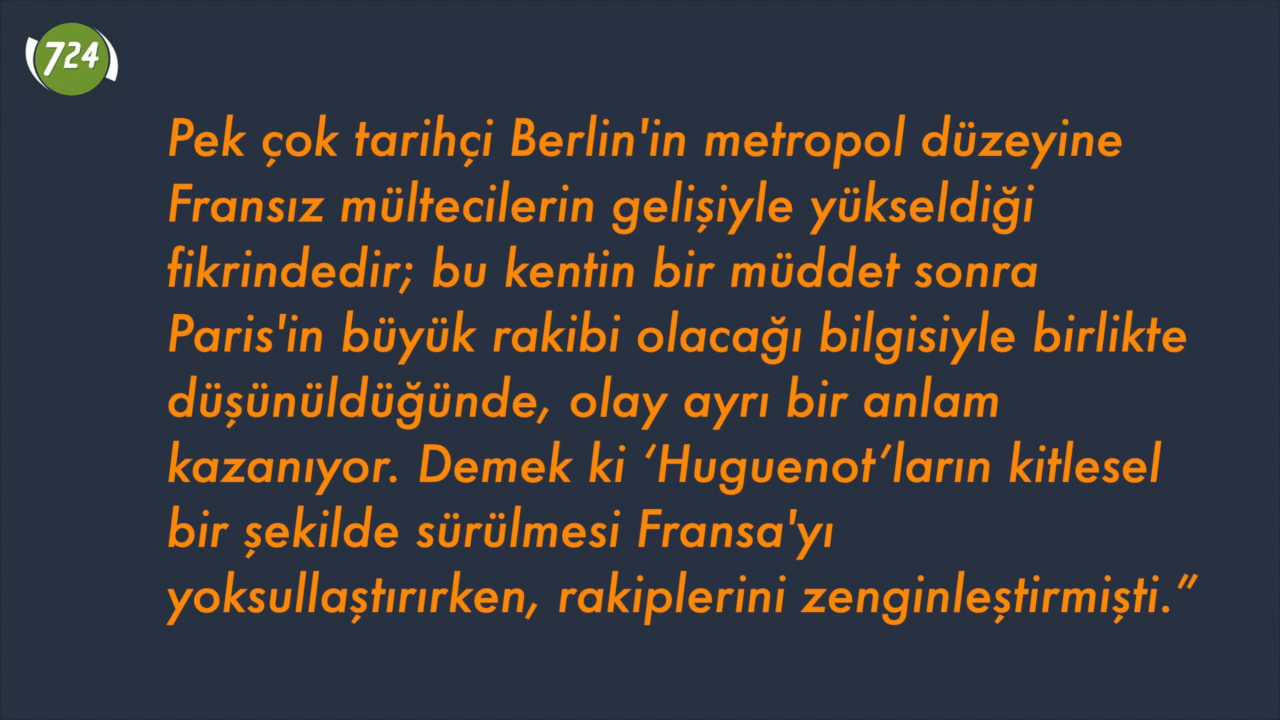 724
Pek çok tarihçi Berlin'in metropol düzeyine
Fransız mültecilerin gelişiyle yükseldiği
fikrindedir; bu kentin bir müddet sonra
Paris'in büyük rakibi olacağı bilgisiyle birlikte
düşünüldüğünde, olay ayrı bir anlam
kazanıyor. Demek ki ‘Huguenot’ların kitlesel
bir şekilde sürülmesi Fransa'yı
yoksullaştırırken, rakiplerini zenginleştirmişti.”